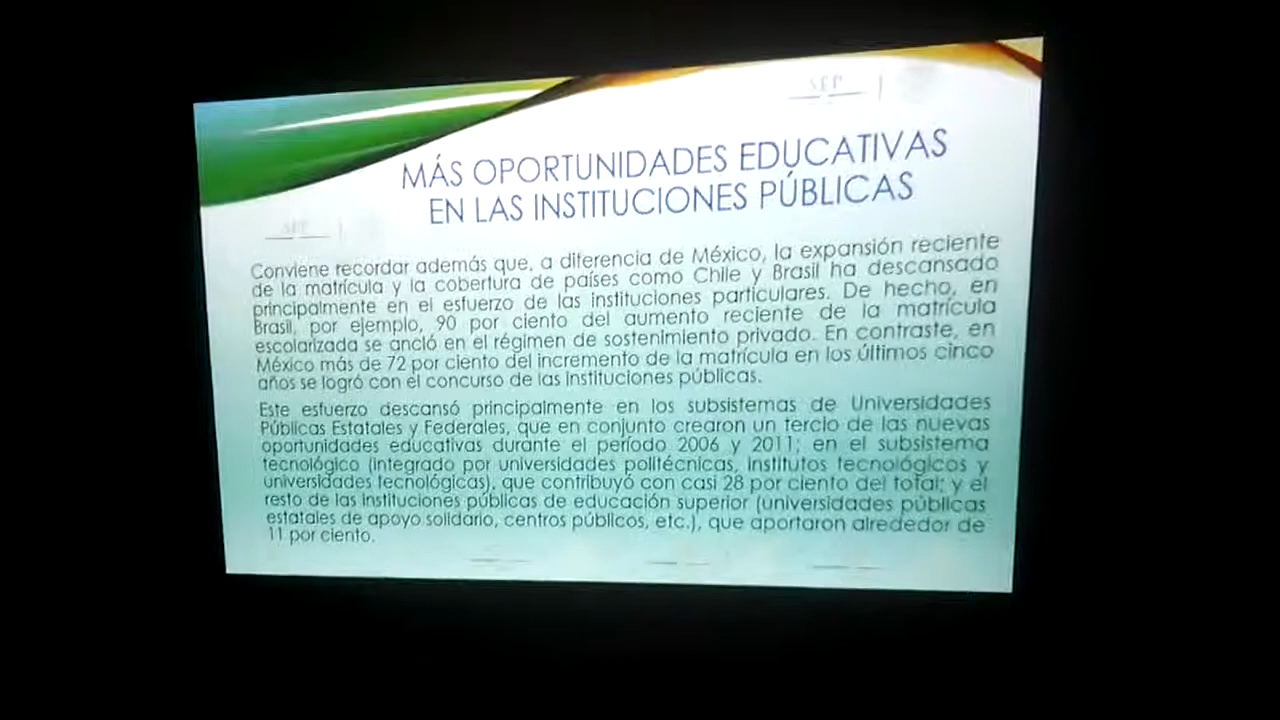 SEP
MÁS OPORTUNIDADES EDUCATIVAS
EN LAS INSTITUCIONES PÚBLICAS
SEP
Conviene recordar además que, a diferencia de México, la expansión reciente
de la matrícula y la cobertura de países como Chile y Brasil ha descansado
principalmente en el esfuerzo de las instituciones particulares. De hecho, en
Brasil, por ejemplo, 90 por ciento del aumento reciente de la matrícula
escolarizada se ancló en el régimen de sostenimiento privado. En contraste, en
México más de 72 por ciento del incremento de la matrícula en los últimos cinco
años se logró con el concurso de las instituciones públicas.
Este esfuerzo descansó principalmente en los subsistemas de Universidades
Públicas Estatales y Federales, que en conjunto crearon un tercio de las nuevas
oportunidades educativas durante el período 2006 y 2011; en el subsistema
tecnológico (integrado por universidades politécnicas, institutos tecnológicos y
universidades tecnológicas), que contribuyó con casi 28 por ciento del total; y el
resto de las instituciones públicas de educación superior (universidades públicas
estatales de apoyo solidario, centros públicos, etc.), que aportaron alrededor de
11 por ciento.